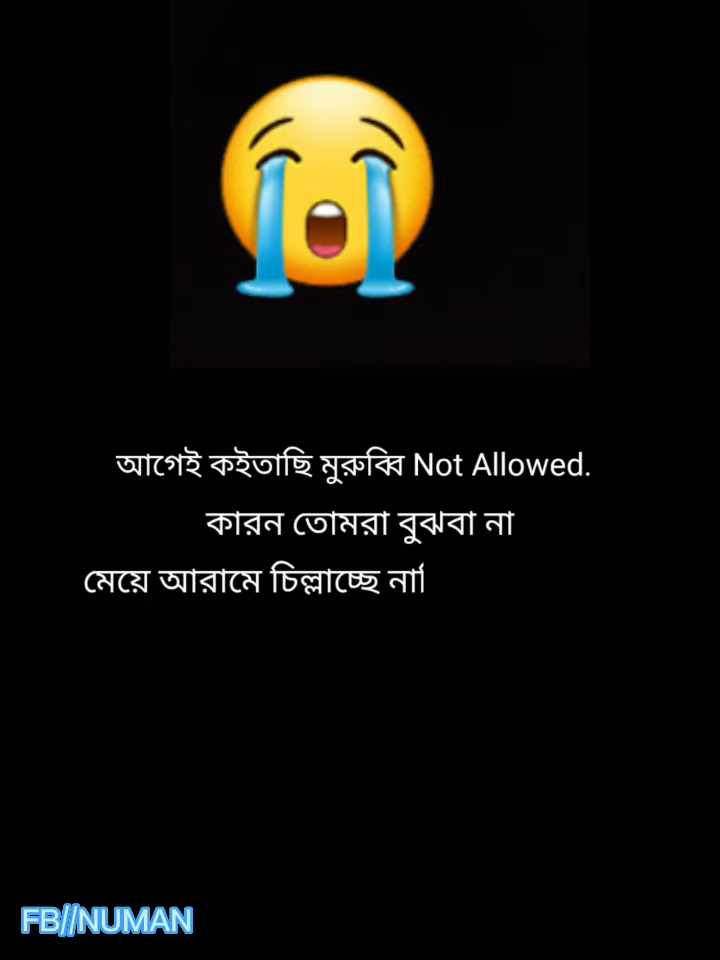 আগেই কইতাছি মুরুব্বি Not Allowed.
কারন তোমরা বুঝবা না
মেয়ে আরামে চিল্লাচ্ছে
FB//NUMAN